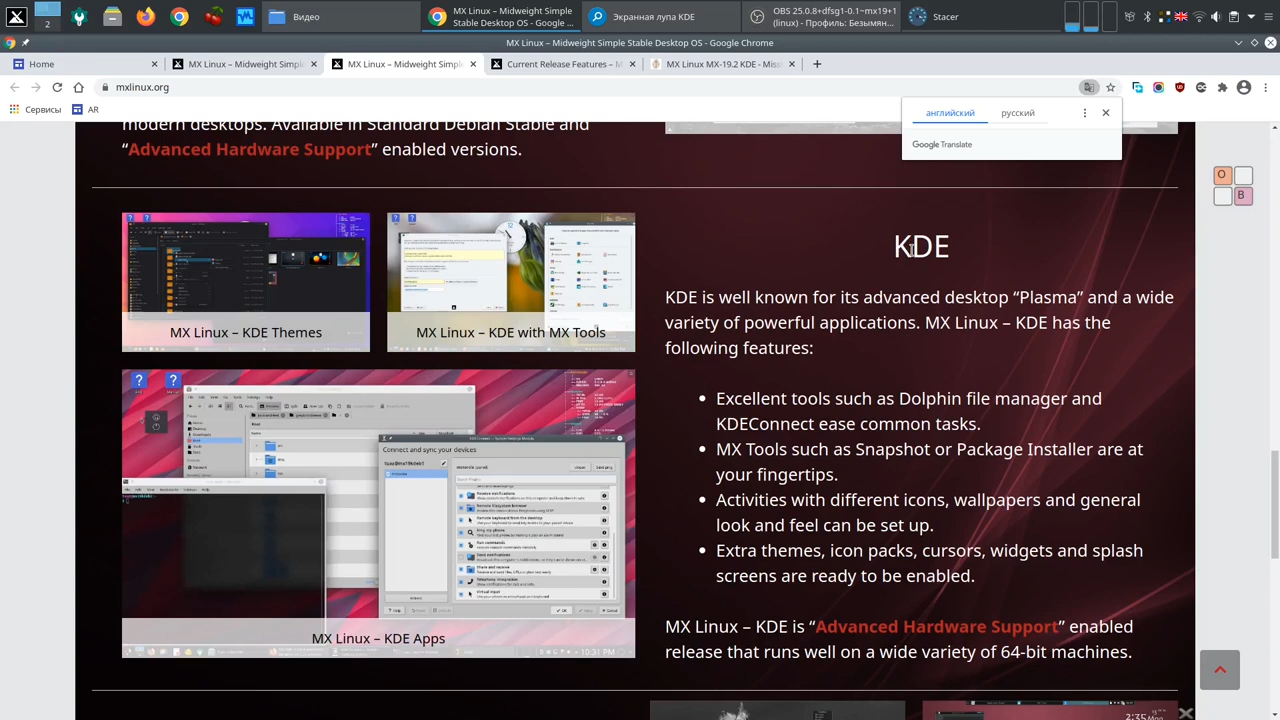 2
Видео
MX Linux – Midweight Simple
Stable Desktop OS - Google ...
Экранная лупа KDE
OBS 25.0.8+dfsg1-0.1~mx19+1
(linux) - Профиль: Безымян...
Stacer
MX Linux – Midweight Simple Stable Desktop OS - Google Chrome
Home
MX Linux – Midweight Simple
MX Linux – Midweight Simple
Current Release Features – M
MX Linux MX-19.2 KDE - Miss
mxlinux.org
Сервисы
AR
английский
русский
Google Translate
O
B
modern desktops. Available in Standard Debian Stable and
“Advanced Hardware Support” enabled versions.
MX Linux – KDE Themes
MX Linux – KDE with MX Tools
Connect and sync your devices
10:31 PM
MX Linux – KDE Apps
KDE
KDE is well known for its advanced desktop “Plasma” and a wide
variety of powerful applications. MX Linux – KDE has the
following features:
• Excellent tools such as Dolphin file manager and
KDEConnect ease common tasks.
• MX Tools such as Snapshot or Package Installer are at
your fingertips.
• Activities with different icons, wallpapers and general
look and feel can be set up.
• Extra themes, icon packs, cursors, widgets and splash
screens are ready to be enabled.
MX Linux – KDE is “Advanced Hardware Support” enabled
release that runs well on a wide variety of 64-bit machines.